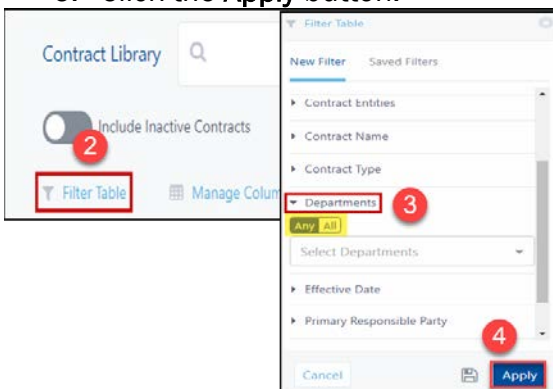 Click the Apply button.
Contract Library
Include Inactive Contracts
2
Filter Table
Manage Colum
Filter Table
New Filter Saved Filters
Contract Entities
Contract Name
Contract Type
Departments
3
Any All
Select Departments
Effective Date
Primary Responsible Party
4
Cancel
Apply